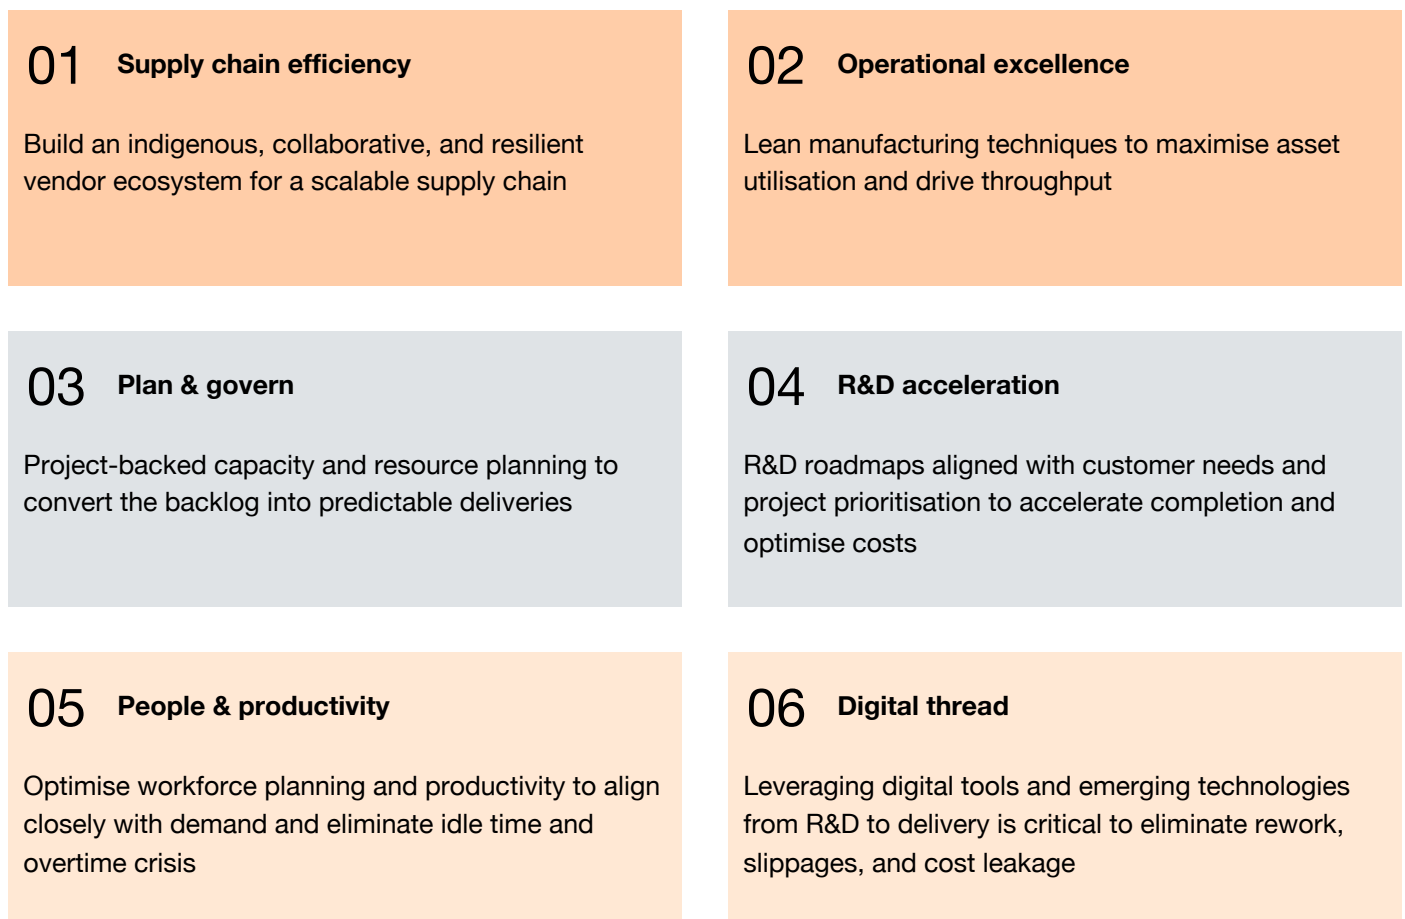 01 Supply chain efficiency
Build an indigenous, collaborative, and resilient
vendor ecosystem for a scalable supply chain
02 Operational excellence
Lean manufacturing techniques to maximise asset
utilisation and drive throughput
03 Plan & govern
Project-backed capacity and resource planning to
convert the backlog into predictable deliveries
04 R&D acceleration
R&D roadmaps aligned with customer needs and
project prioritisation to accelerate completion and
optimise costs
05 People & productivity
Optimise workforce planning and productivity to align
closely with demand and eliminate idle time and
overtime crisis
06 Digital thread
Leveraging digital tools and emerging technologies
from R&D to delivery is critical to eliminate rework,
slippages, and cost leakage